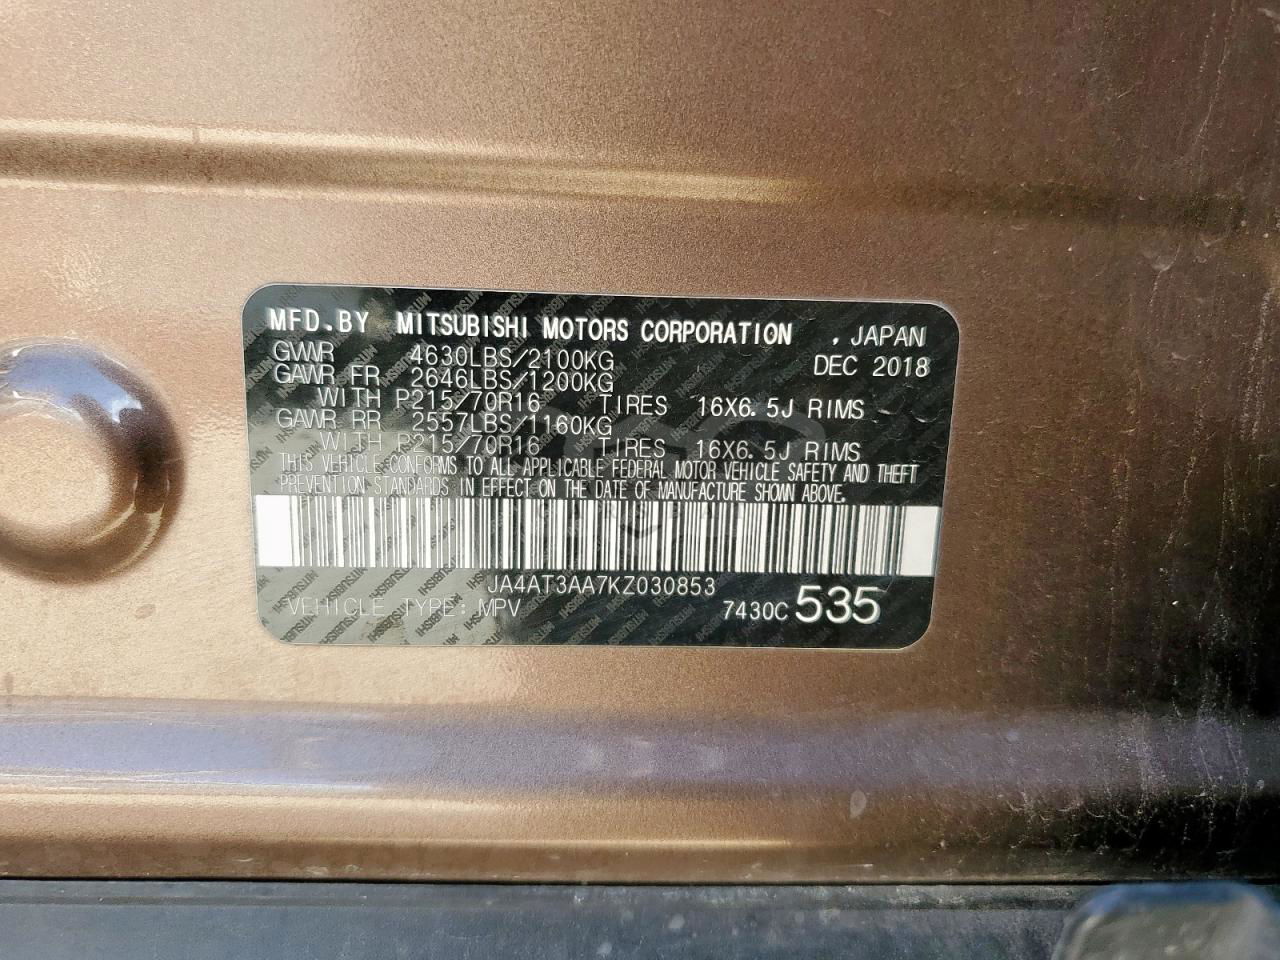 MFD.BY MITSUBISHI MOTORS CORPORATION , JAPAN
GVWR 4630LBS/2100KG DEC 2018
GAWR FR 2646LBS/1200KG
WITH P215/70R16 TIRES 16X6.5J RIMS
GAWR RR 2557LBS/1160KG
WITH P215/70R16 TIRES 16X6.5J RIMS
THIS VEHICLE CONFORMS TO ALL APPLICABLE FEDERAL MOTOR VEHICLE SAFETY AND THEFT
PREVENTION STANDARDS IN EFFECT ON THE DATE OF MANUFACTURE SHOWN ABOVE.
JA4AT3AA7KZ030853
VEHICLE TYPE: MPV 7430C 535